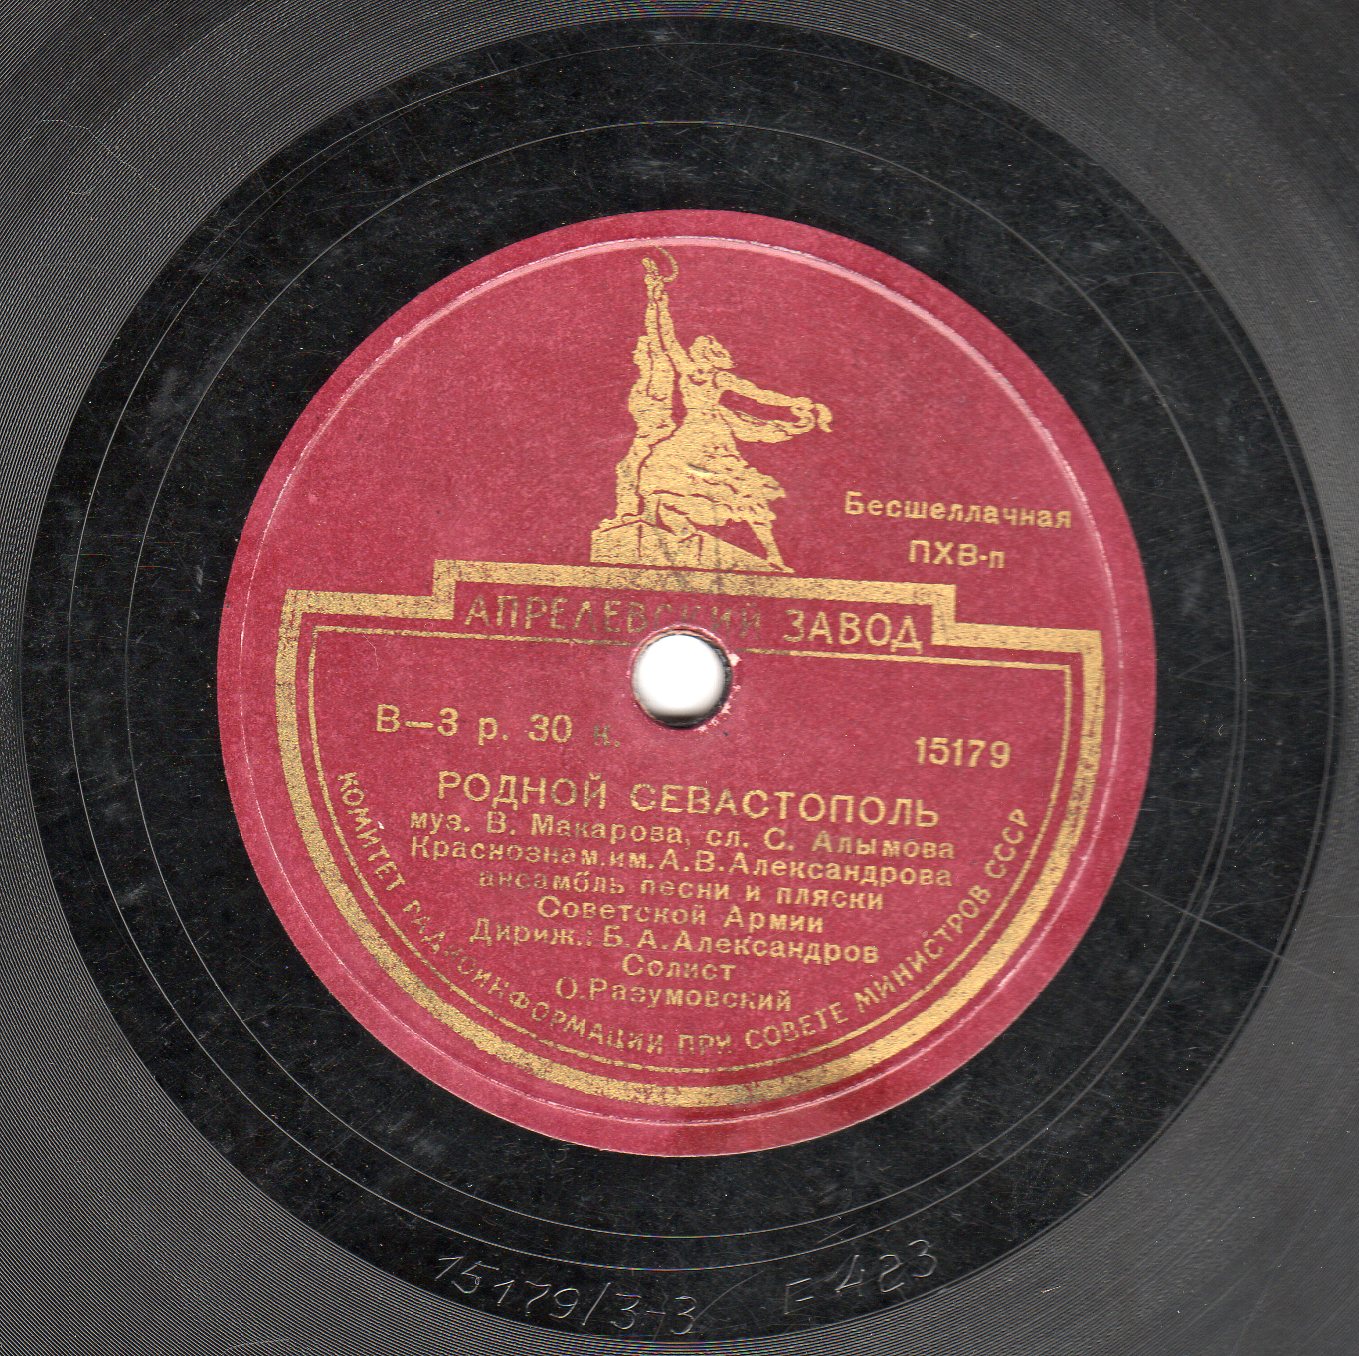 Бесшеллачная
ПХВ-п
АПРЕЛЕВСКИЙ ЗАВОД
В—3 р. 30 к.
15179
РОДНОЙ СЕВАСТОПОЛЬ
муз. В. Макарова, сл. С. Алымова
Краснознам.им.А.В.Александрова
ансамбль песни и пляски
Советской Армии
Дириж.: Б.А.Александров
Солист
О.Разумовский
КОМИТЕТ РАДИОИНФОРМАЦИИ ПРИ СОВЕТЕ МИНИСТРОВ СССР
15179/3-3 Е 423